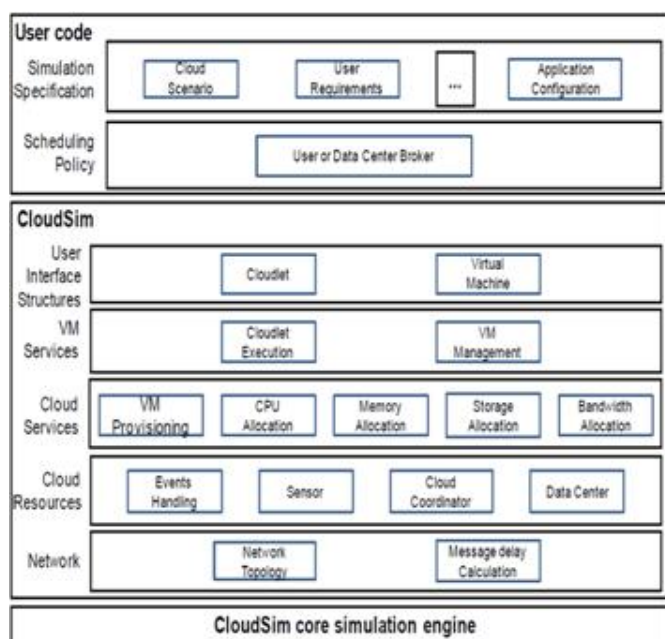 User code
Simulation
Specification
Cloud
Scenario
User
Requirements
...
Application
Configuration
Scheduling
Policy
User or Data Center Broker
CloudSim
User
Interface
Structures
Cloudlet
Virtual
Machine
VM
Services
Cloudlet
Execution
VM
Management
Cloud
Services
VM
Provisioning
CPU
Allocation
Memory
Allocation
Storage
Allocation
Bandwidth
Allocation
Cloud
Resources
Events
Handling
Sensor
Cloud
Coordinator
Data Center
Network
Network
Topology
Message delay
Calculation
CloudSim core simulation engine